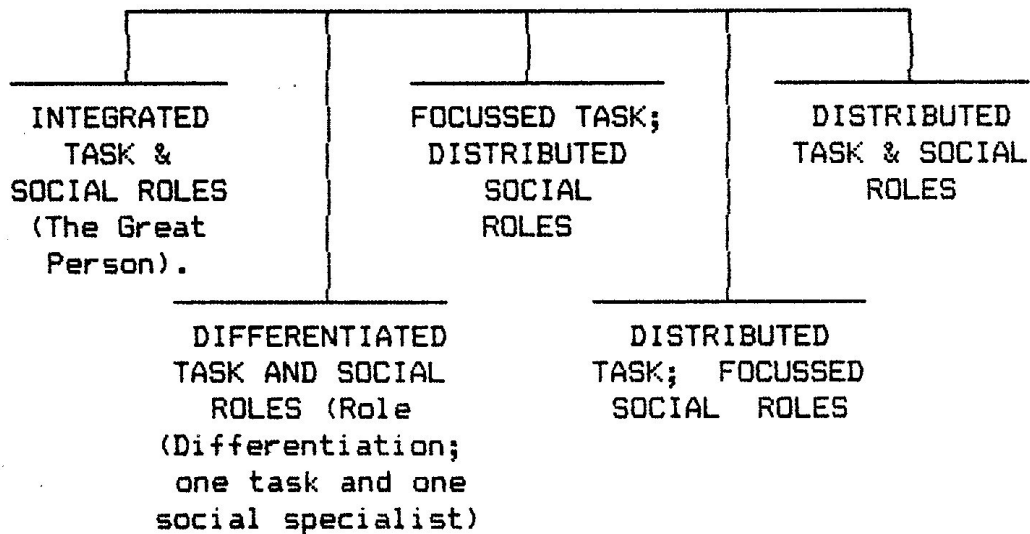 INTEGRATED
TASK &
SOCIAL ROLES
(The Great
Person).
FOCUSSED TASK;
DISTRIBUTED
SOCIAL
ROLES
DISTRIBUTED
TASK & SOCIAL
ROLES
DIFFERENTIATED
TASK AND SOCIAL
ROLES (Role
(Differentiation;
one task and one
social specialist)
DISTRIBUTED
TASK; FOCUSSED
SOCIAL ROLES